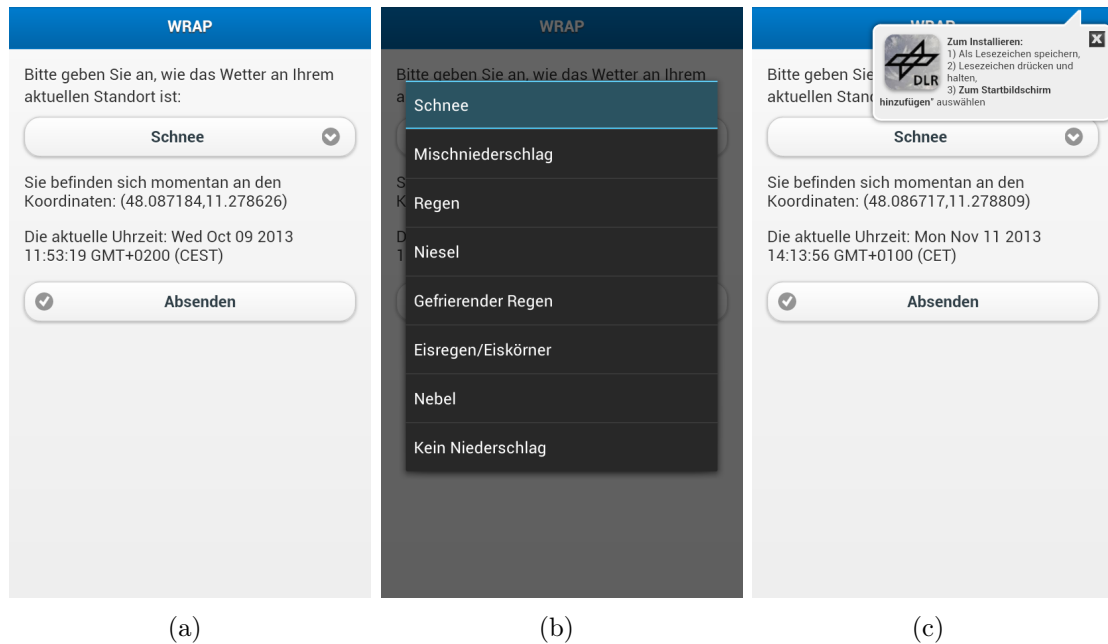 WRAP
Bitte geben Sie an, wie das Wetter an Ihrem
aktuellen Standort ist:
Schnee
Sie befinden sich momentan an den
Koordinaten: (48.087184,11.278626)
Die aktuelle Uhrzeit: Wed Oct 09 2013
11:53:19 GMT+0200 (CEST)
Absenden
(a)
WRAP
Bitte geben Sie an, wie das Wetter an Ihrem
a
Schnee
Mischniederschlag
Regen
Niesel
Gefrierender Regen
Eisregen/Eiskörner
Nebel
Kein Niederschlag
S
K
D
1
(b)
WRAP
Zum Installieren:
1) Als Lesezeichen speichern,
2) Lesezeichen drücken und
halten,
3) Zum Startbildschirm
hinzufügen" auswählen
DLR
Bitte geben Sie
aktuellen Stand
Schnee
Sie befinden sich momentan an den
Koordinaten: (48.086717,11.278809)
Die aktuelle Uhrzeit: Mon Nov 11 2013
14:13:56 GMT+0100 (CET)
Absenden
(c)